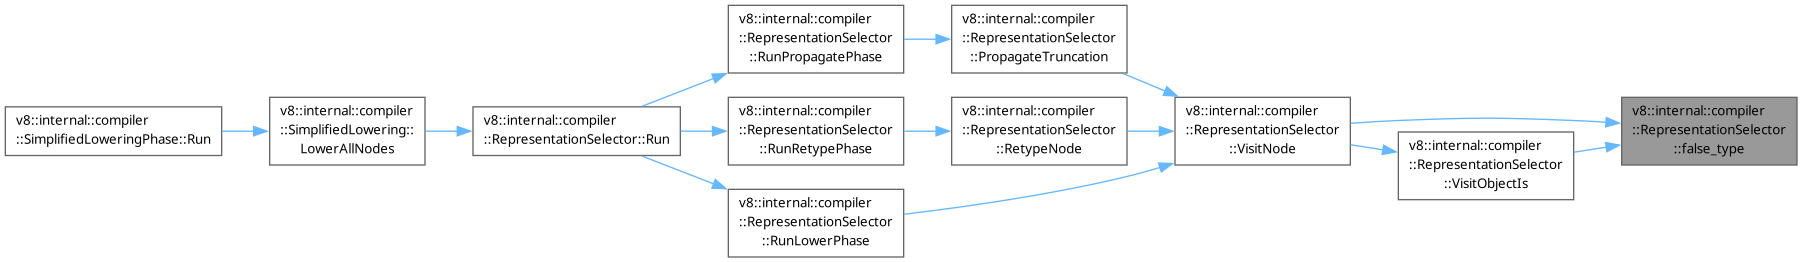 v8::internal::compiler
::SimplifiedLoweringPhase::Run
v8::internal::compiler
::SimplifiedLowering::
LowerAllNodes
v8::internal::compiler
::RepresentationSelector::Run
v8::internal::compiler
::RepresentationSelector
::RunPropagatePhase
v8::internal::compiler
::RepresentationSelector
::PropagateTruncation
v8::internal::compiler
::RepresentationSelector
::RunRetypePhase
v8::internal::compiler
::RepresentationSelector
::RetypeNode
v8::internal::compiler
::RepresentationSelector
::RunLowerPhase
v8::internal::compiler
::RepresentationSelector
::VisitNode
v8::internal::compiler
::RepresentationSelector
::VisitObjectIs
v8::internal::compiler
::RepresentationSelector
::false_type